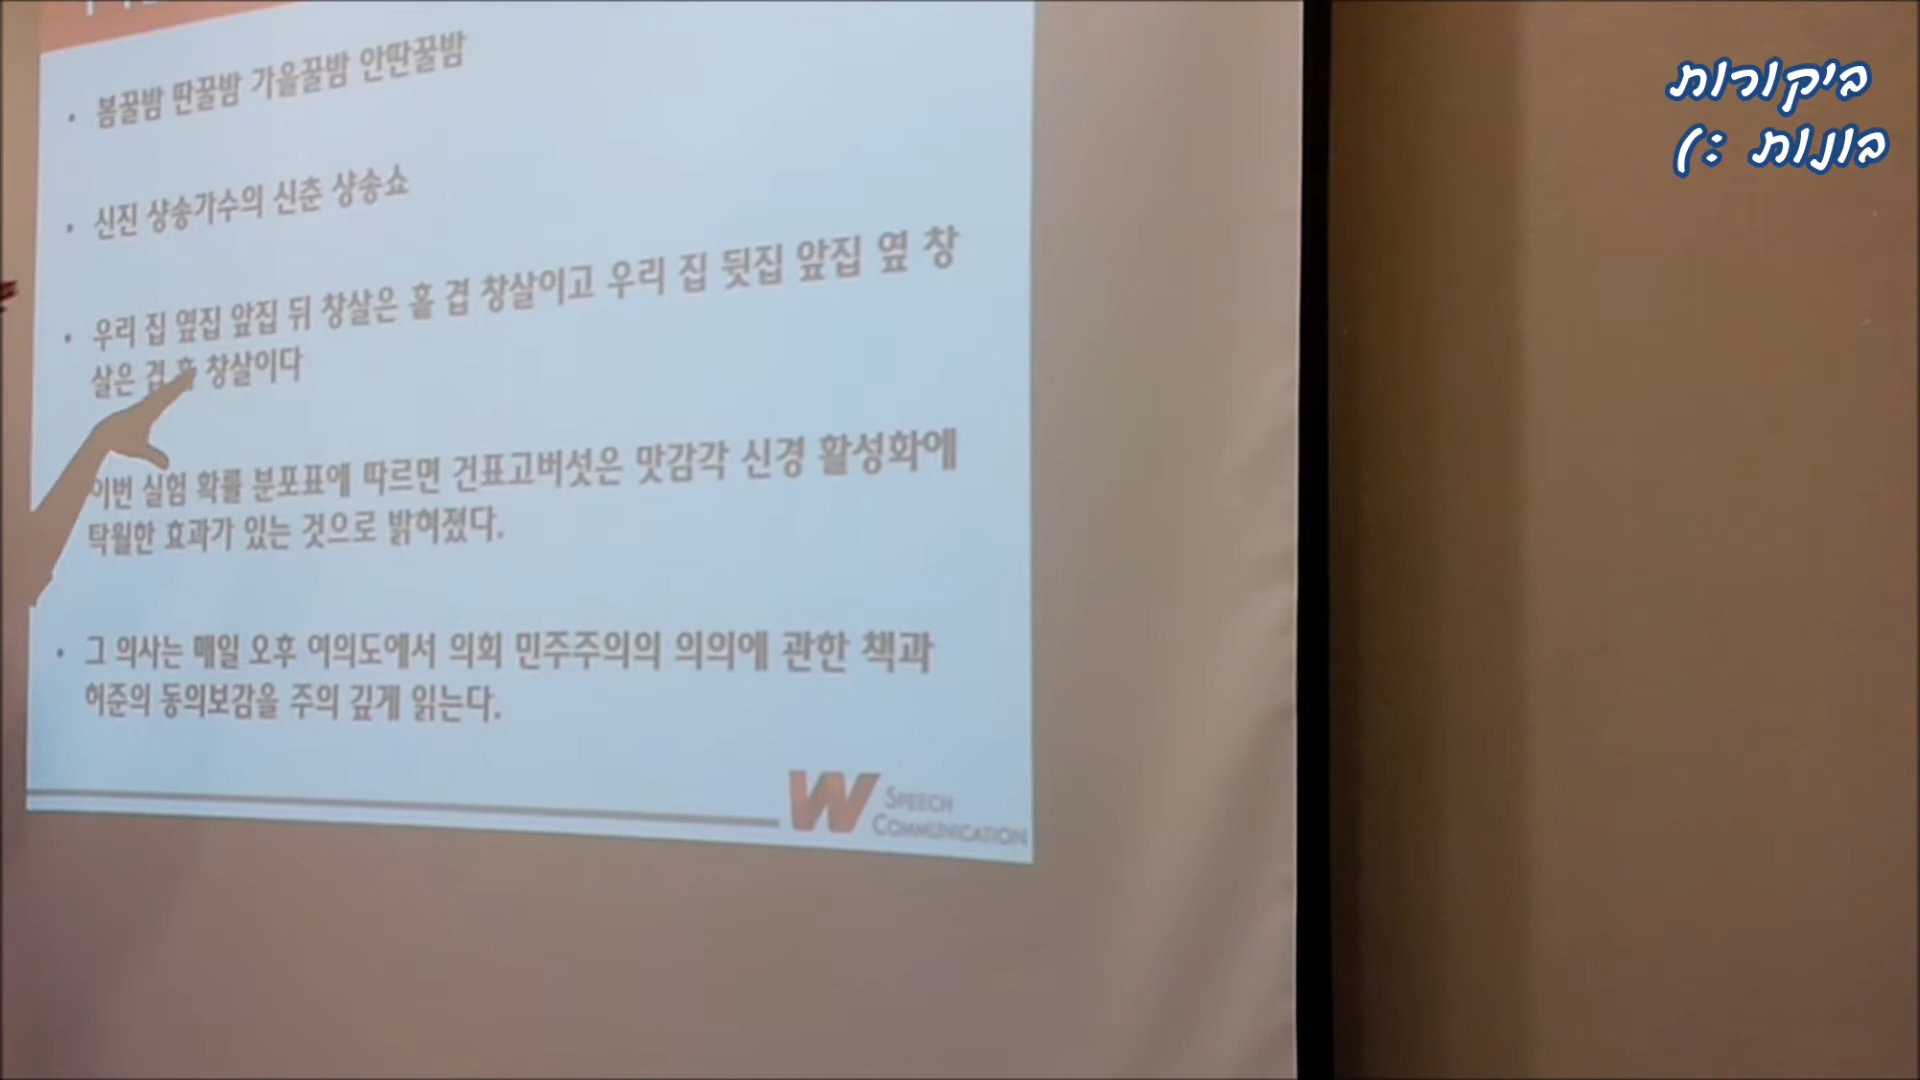 봄꿀밤 딴꿀밤 가을꿀밤 안딴꿀밤
신진 샹송가수의 신춘 샹송쇼
우리 집 옆집 앞집 뒤 창살은 홀 겹 창살이고 우리 집 뒷집 앞집 옆 창
살은 겹 홀 창살이다
이번 실험 확률 분포표에 따르면 건표고버섯은 맛감각 신경 활성화에
탁월한 효과가 있는 것으로 밝혀졌다.
그 의사는 매일 오후 여의도에서 의회 민주주의의 의의에 관한 책과
허준의 동의보감을 주의 깊게 읽는다.
W SPEECH
COMMUNICATION
ביקורות
בונות :)